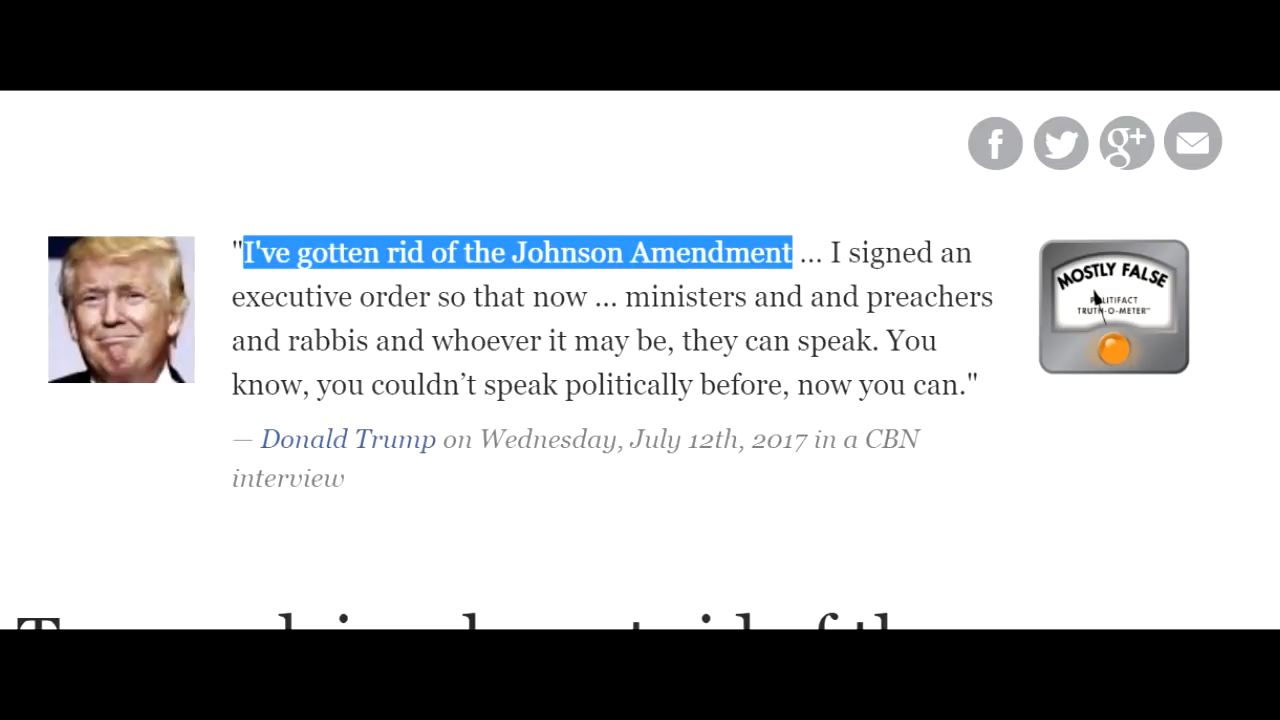 f
g+
"I've gotten rid of the Johnson Amendment ... I signed an
executive order so that now ... ministers and and preachers
and rabbis and whoever it may be, they can speak. You
know, you couldn’t speak politically before, now you can."
— Donald Trump on Wednesday, July 12th, 2017 in a CBN
interview
MOSTLY FALSE
POLITIFACT
TRUTH-O-METER™